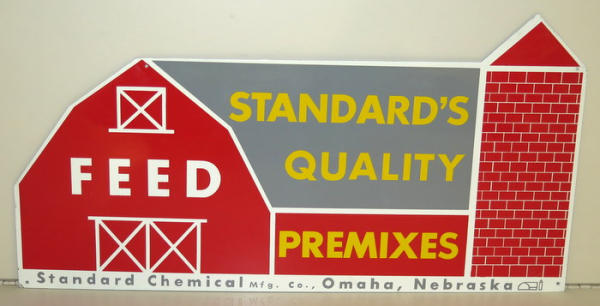 FEED
STANDARD'S
QUALITY
PREMIXES
Standard Chemical Mfg. Co., Omaha, Nebraska